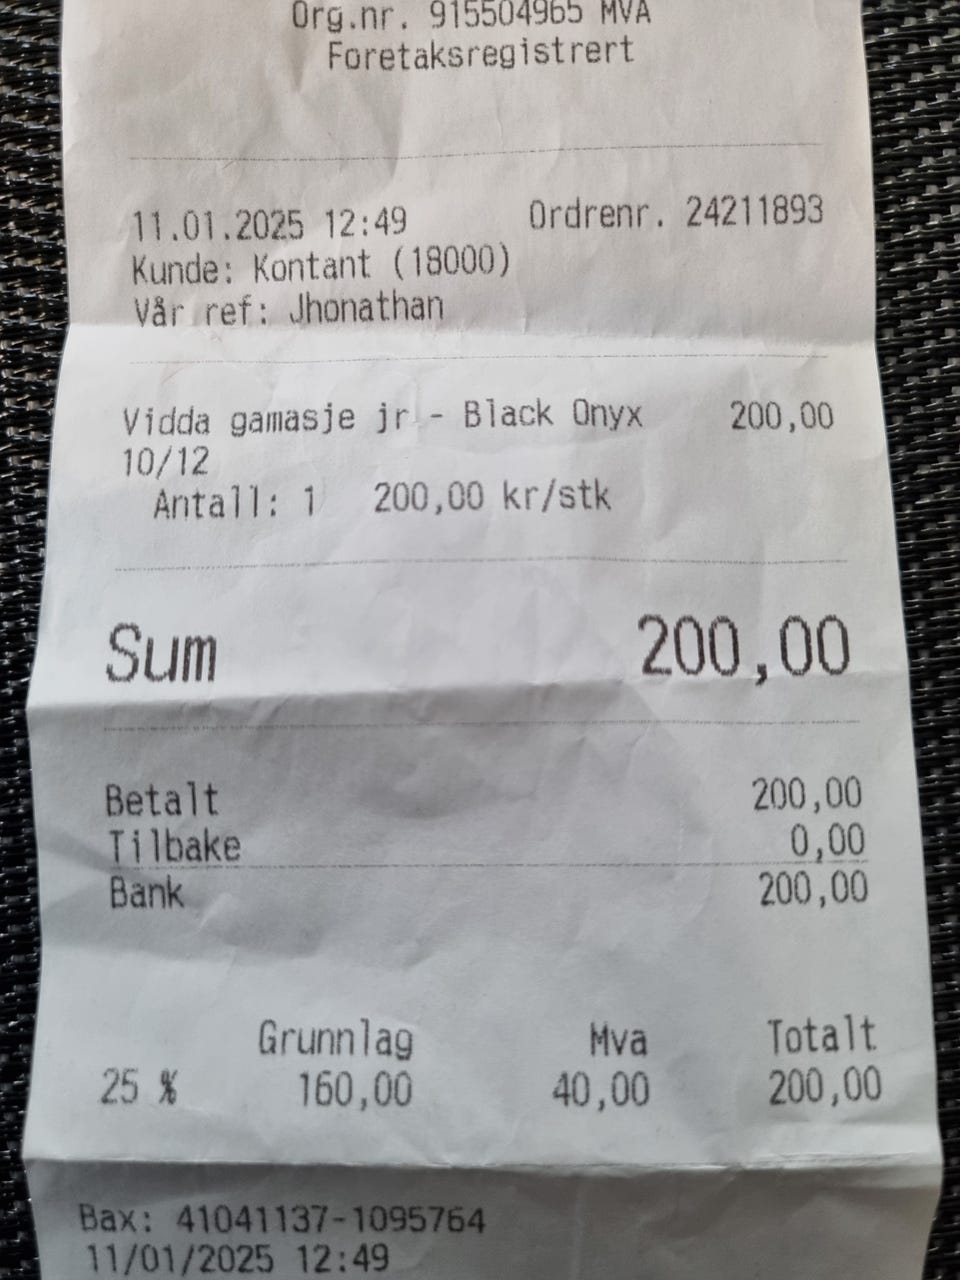 Org.nr. 915504965 MVA
Foretaksregistrert
11.01.2025 12:49 Ordrenr. 24211893
Kunde: Kontant (18000)
Vår ref: Jhonathan
Vidda gamasje jr - Black Onyx 200,00
10/12
Antall: 1 200,00 kr/stk
Sum 200,00
Betalt 200,00
Tilbake 0,00
Bank 200,00
Grunnlag Mva Totalt
25 % 160,00 40,00 200,00
Bax: 41041137-1095764
11/01/2025 12:49